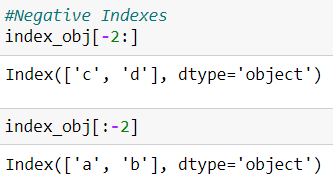 #Negative Indexes
index_obj[-2:]
Index(['c', 'd'], dtype='object')
index_obj[:-2]
Index(['a', 'b'], dtype='object')